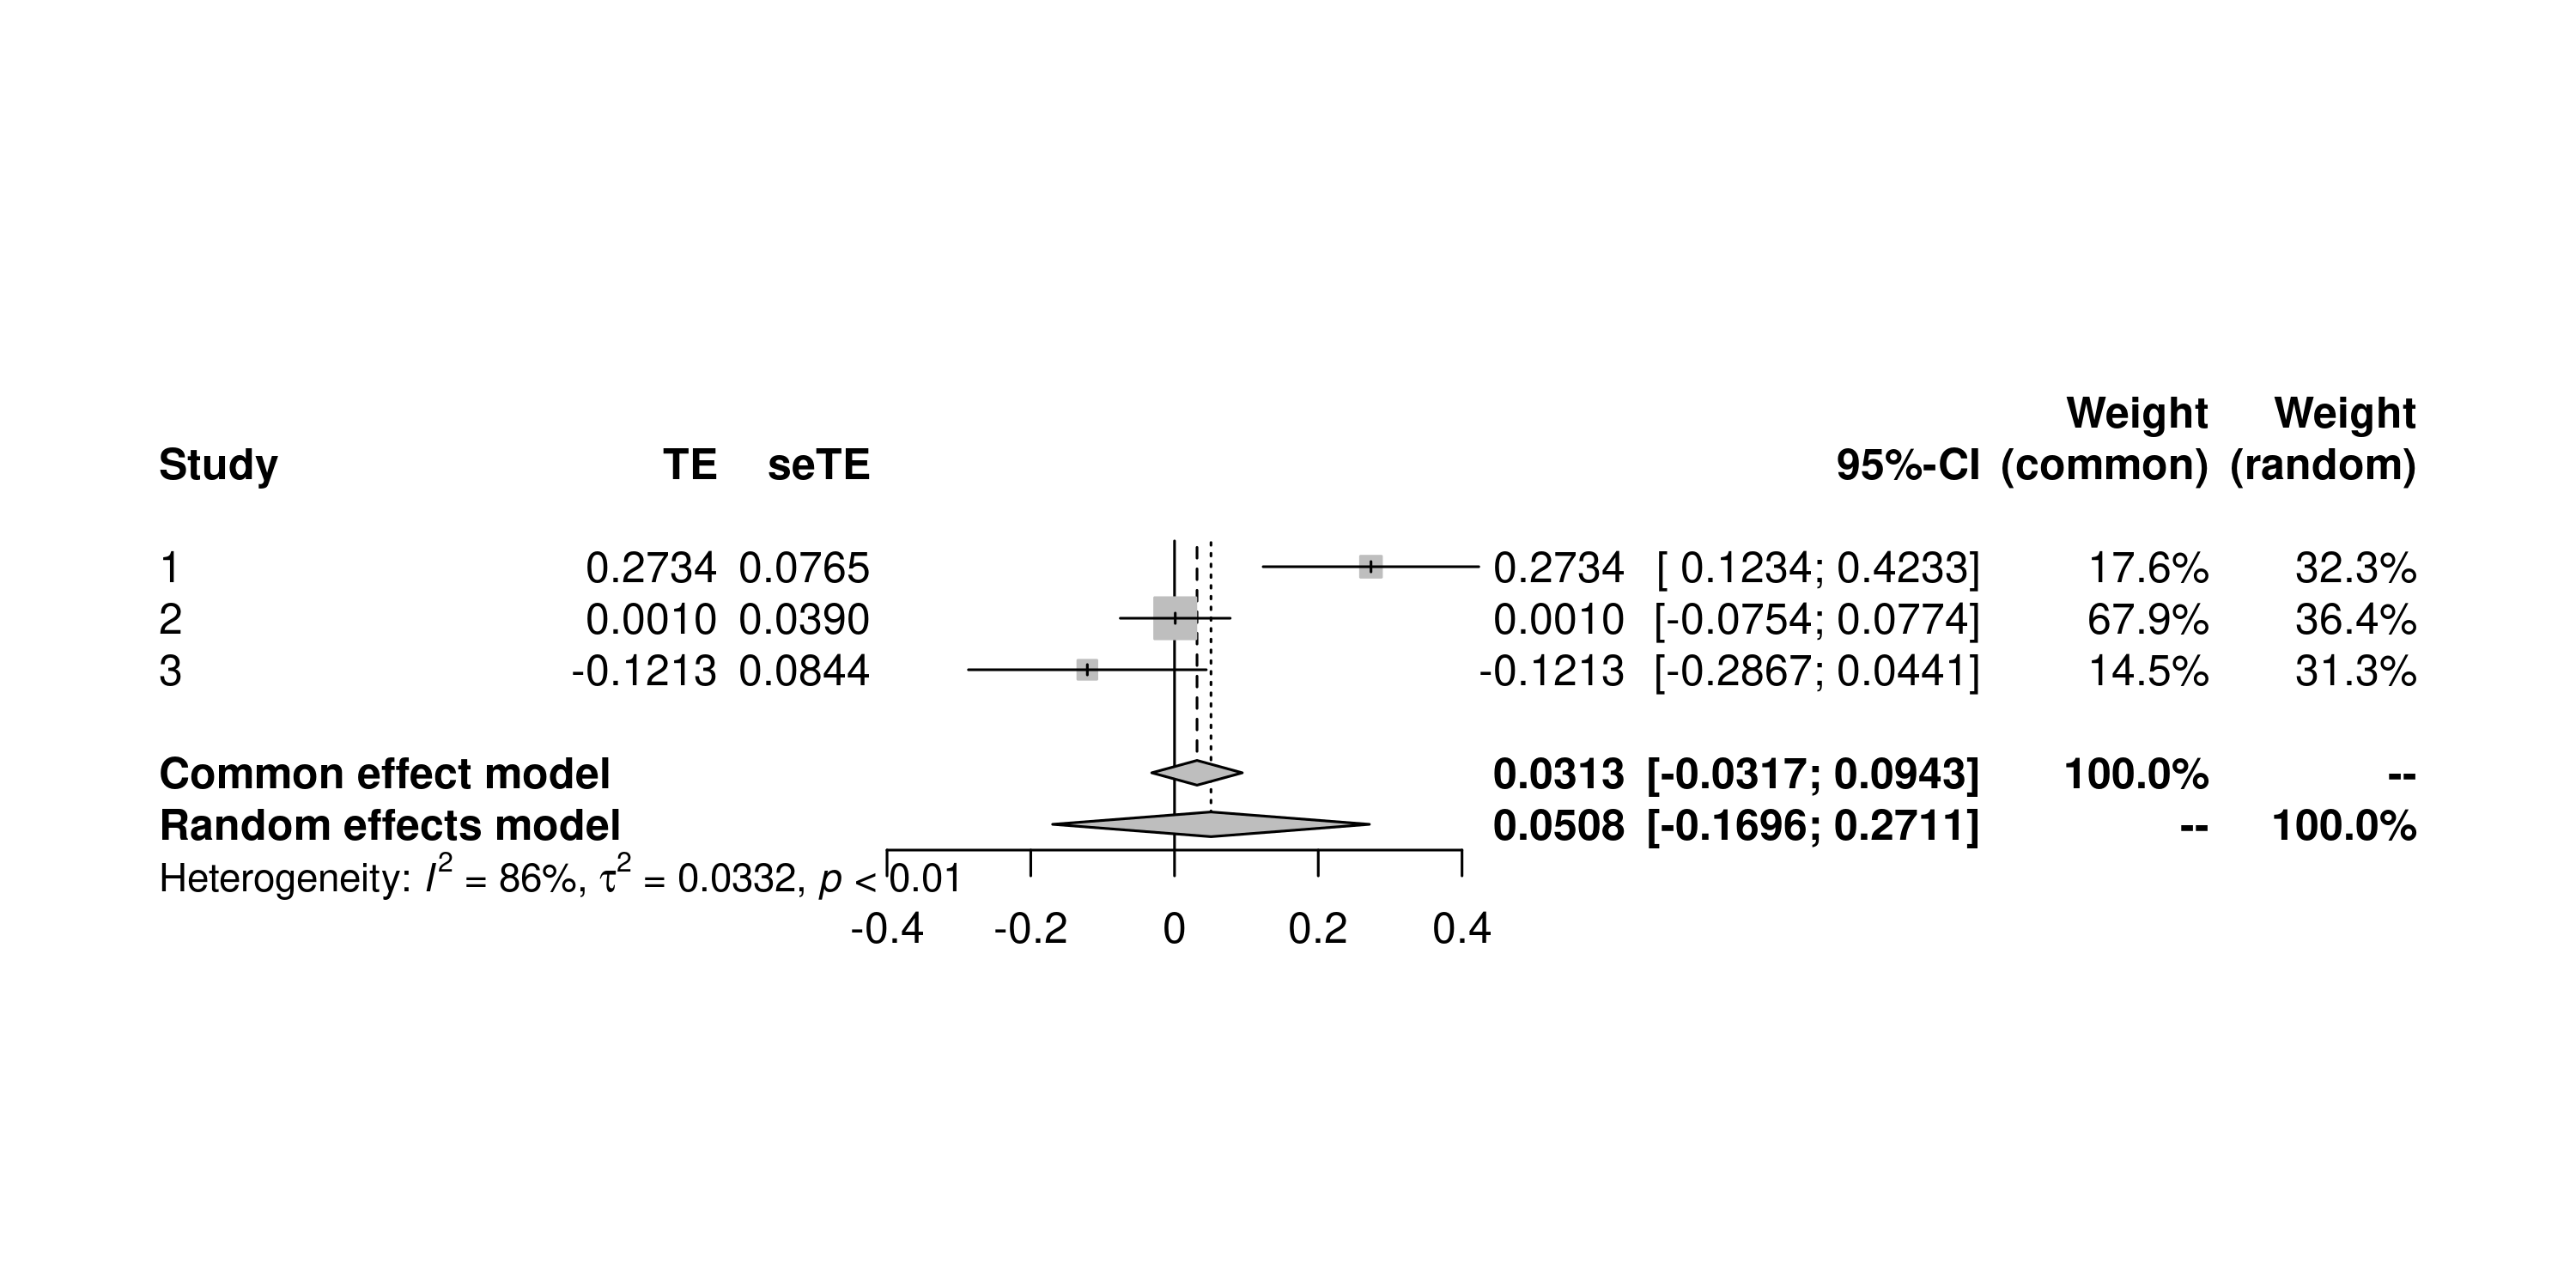 Weight Weight
Study TE seTE 95%-CI (common) (random)
1 0.2734 0.0765 0.2734 [ 0.1234; 0.4233] 17.6% 32.3%
2 0.0010 0.0390 0.0010 [-0.0754; 0.0774] 67.9% 36.4%
3 -0.1213 0.0844 -0.1213 [-0.2867; 0.0441] 14.5% 31.3%
Common effect model 0.0313 [-0.0317; 0.0943] 100.0% --
Random effects model 0.0508 [-0.1696; 0.2711] -- 100.0%
Heterogeneity: I² = 86%, τ² = 0.0332, p < 0.01
-0.4 -0.2 0 0.2 0.4